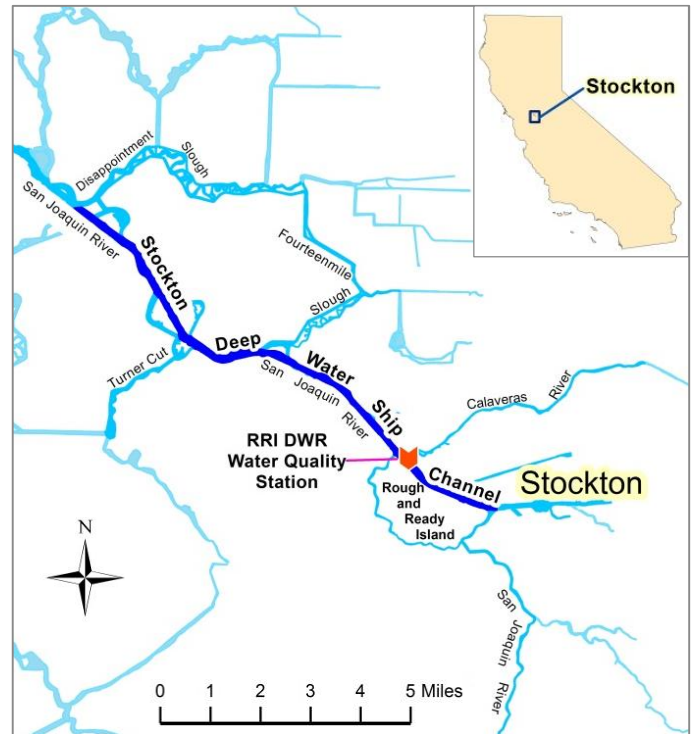 Stockton
Disappointment
Slough
San Joaquin River
Stockton
Fourteenmile
Slough
Deep
Water
Turner Cut
San Joaquin River
Ship
Calaveras River
RRI DWR
Water Quality
Station
Channel
Stockton
Rough
and
Ready
Island
N
San Joaquin River
0 1 2 3 4 5 Miles